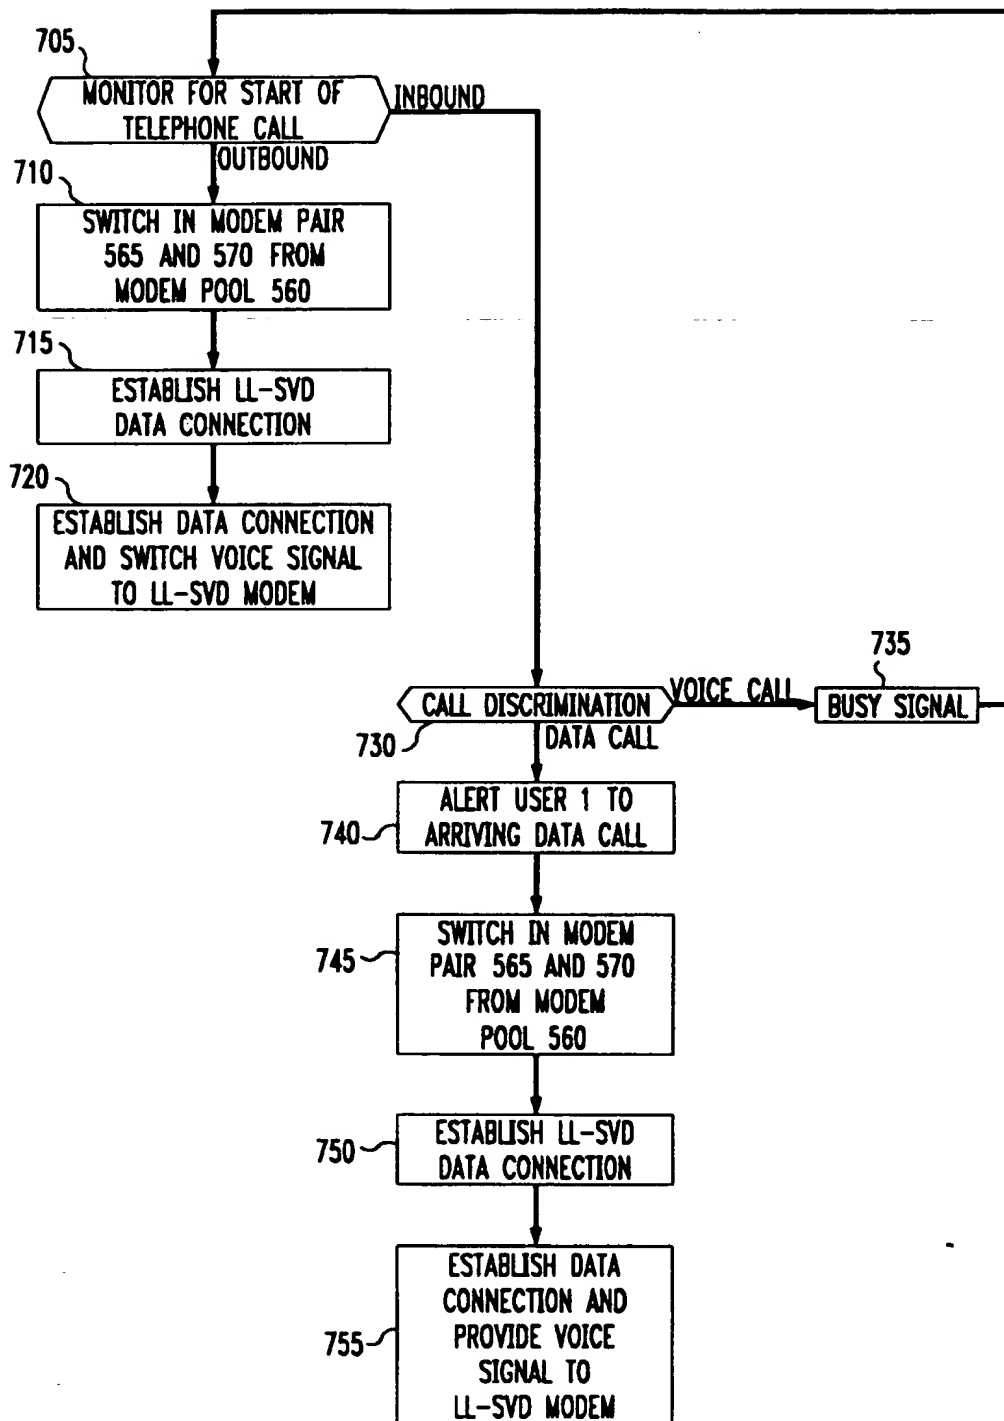 705
MONITOR FOR START OF
TELEPHONE CALL
INBOUND
OUTBOUND
710
SWITCH IN MODEM PAIR
565 AND 570 FROM
MODEM POOL 560
715
ESTABLISH LL-SVD
DATA CONNECTION
720
ESTABLISH DATA CONNECTION
AND SWITCH VOICE SIGNAL
TO LL-SVD MODEM
735
CALL DISCRIMINATION
VOICE CALL
BUSY SIGNAL
730
DATA CALL
740
ALERT USER 1 TO
ARRIVING DATA CALL
745
SWITCH IN MODEM
PAIR 565 AND 570
FROM MODEM
POOL 560
750
ESTABLISH LL-SVD
DATA CONNECTION
755
ESTABLISH DATA
CONNECTION AND
PROVIDE VOICE
SIGNAL TO
LL-SVD MODEM